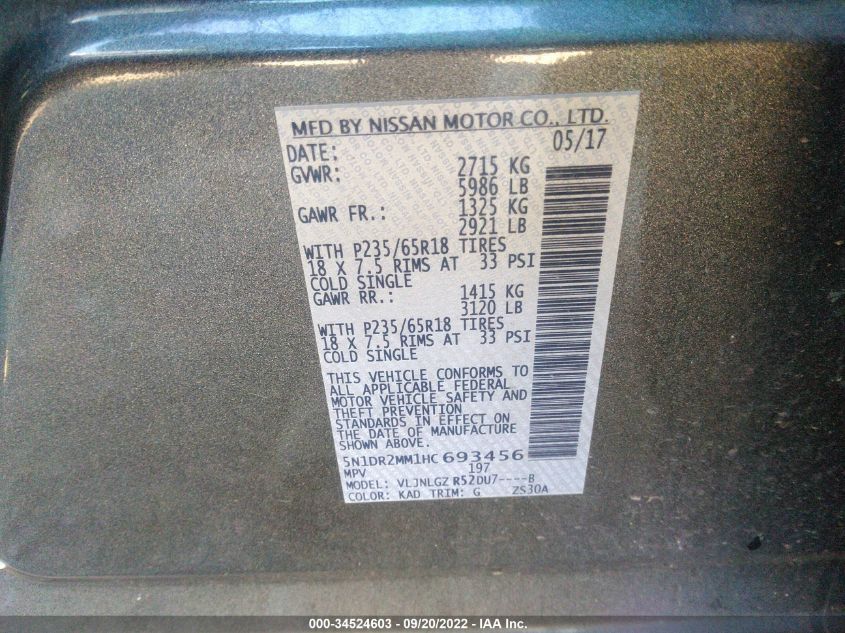 MFD BY NISSAN MOTOR CO., LTD.
DATE: 05/17
GVWR: 2715 KG
5986 LB
GAWR FR.: 1325 KG
2921 LB
WITH P235/65R18 TIRES
18 X 7.5 RIMS AT 33 PSI
COLD SINGLE
GAWR RR.: 1415 KG
3120 LB
WITH P235/65R18 TIRES
18 X 7.5 RIMS AT 33 PSI
COLD SINGLE
THIS VEHICLE CONFORMS TO
ALL APPLICABLE FEDERAL
MOTOR VEHICLE SAFETY AND
THEFT PREVENTION
STANDARDS IN EFFECT ON
THE DATE OF MANUFACTURE
SHOWN ABOVE.
5N1DR2MM1HC 693456
MPV 197
MODEL: VLJNLGZ R52DU7----B
COLOR: KAD TRIM: G ZS30A
000-34524603 - 09/20/2022 - IAA Inc.